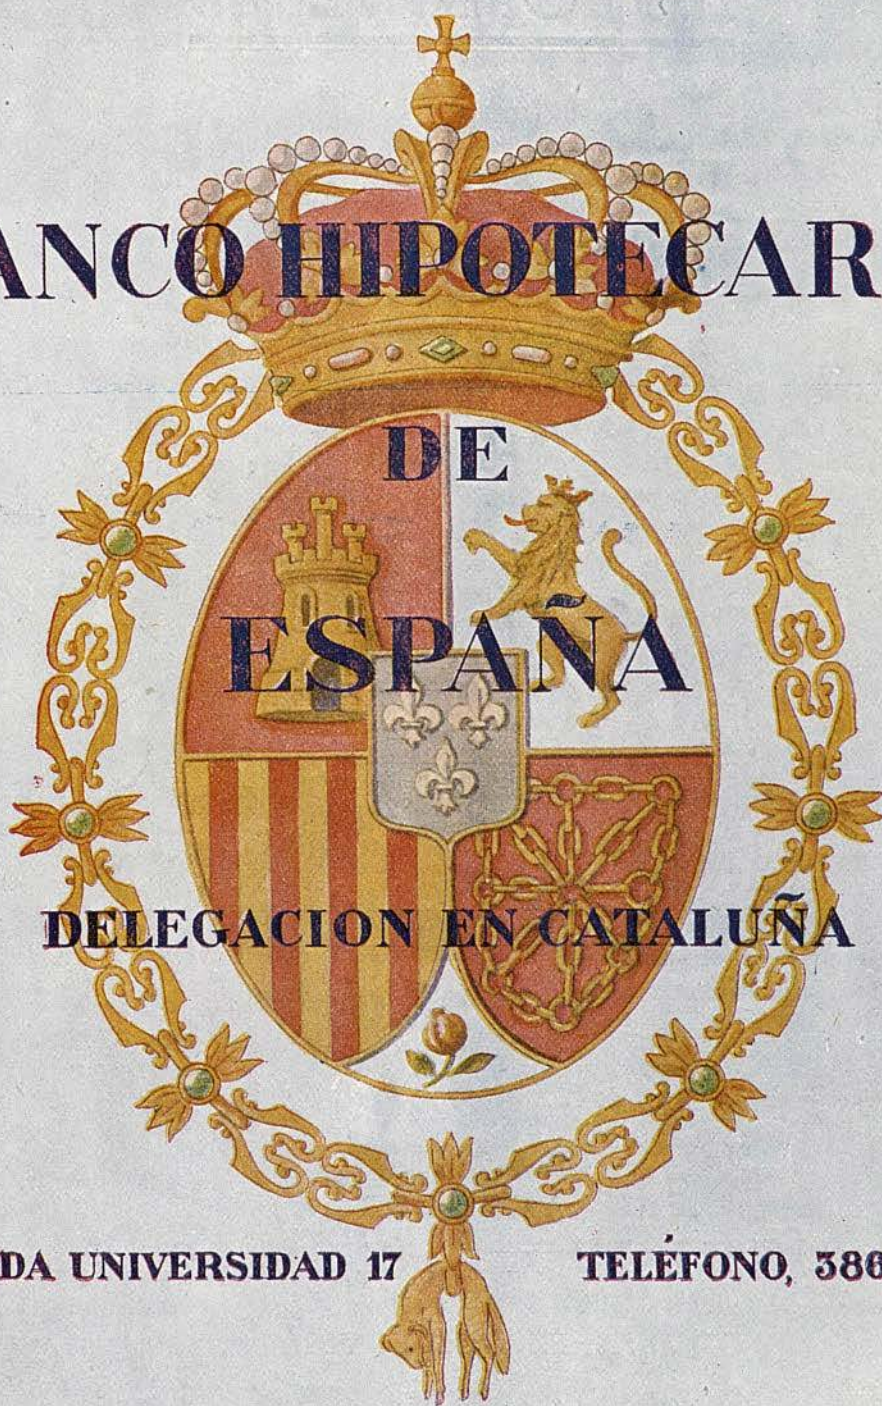 ANCO HIPOTECAR
DE
ESPAÑA
DELEGACION EN CATALUÑA
DA UNIVERSIDAD 17 TELÉFONO, 386